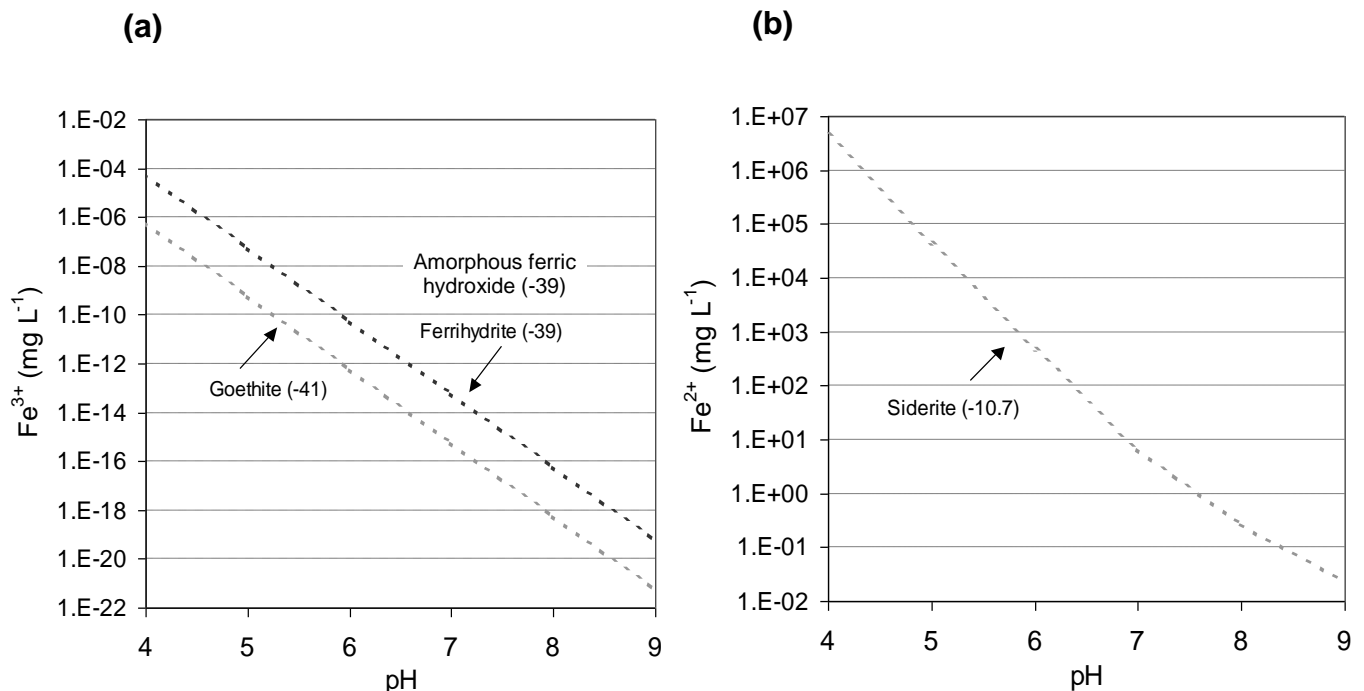 (a)
Fe3+ (mg L-1)
1.E-02
1.E-04
1.E-06
1.E-08
1.E-10
1.E-12
1.E-14
1.E-16
1.E-18
1.E-20
1.E-22
Amorphous ferric
hydroxide (-39)
Ferrihydrite (-39)
Goethite (-41)
4 5 6 7 8 9
pH
(b)
Fe2+ (mg L-1)
1.E+07
1.E+06
1.E+05
1.E+04
1.E+03
1.E+02
1.E+01
1.E+00
1.E-01
1.E-02
Siderite (-10.7)
4 5 6 7 8 9
pH